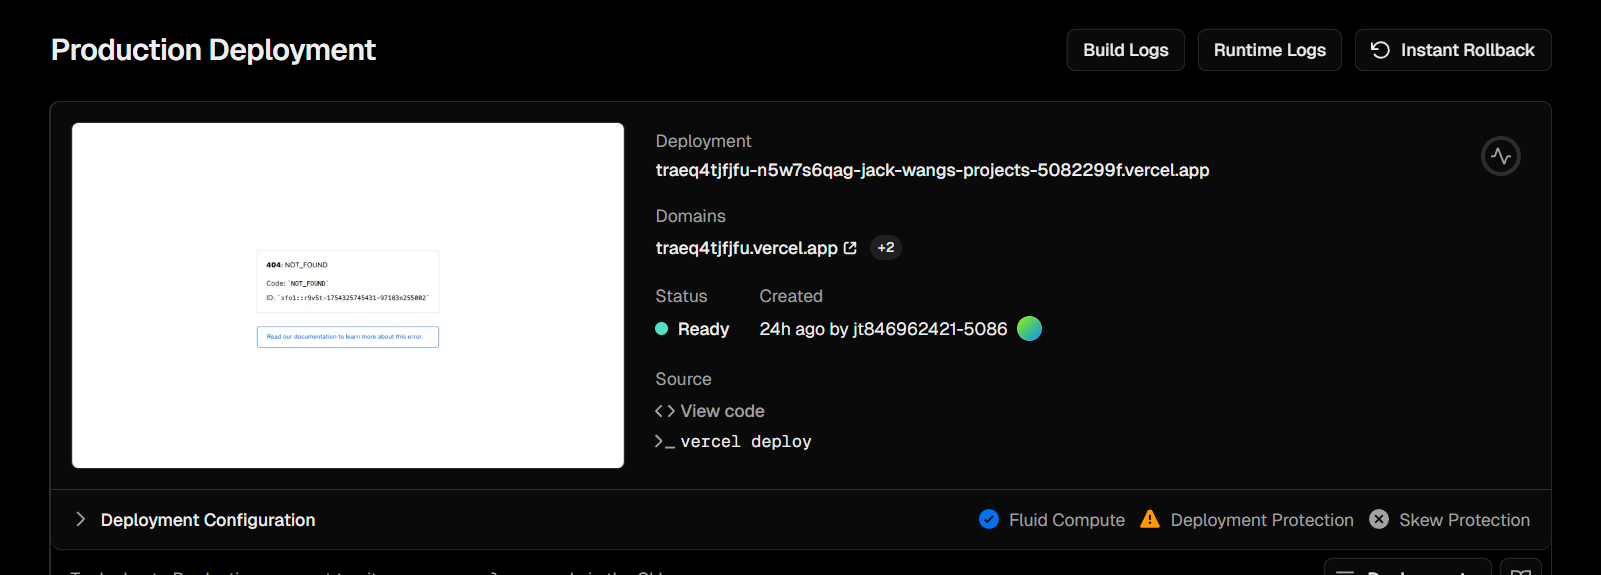 Production Deployment
Build Logs
Runtime Logs
Instant Rollback
404: NOT_FOUND
Code: `NOT_FOUND`
ID: `sfo1::r9v5t-1754325745431-97183e255002`
Read our documentation to learn more about this error.
Deployment
traeq4tjfjfu-n5w7s6qag-jack-wangs-projects-5082299f.vercel.app
Domains
traeq4tjfjfu.vercel.app +2
Status Created
Ready 24h ago by jt846962421-5086
Source
View code
vercel deploy
Deployment Configuration
Fluid Compute
Deployment Protection
Skew Protection